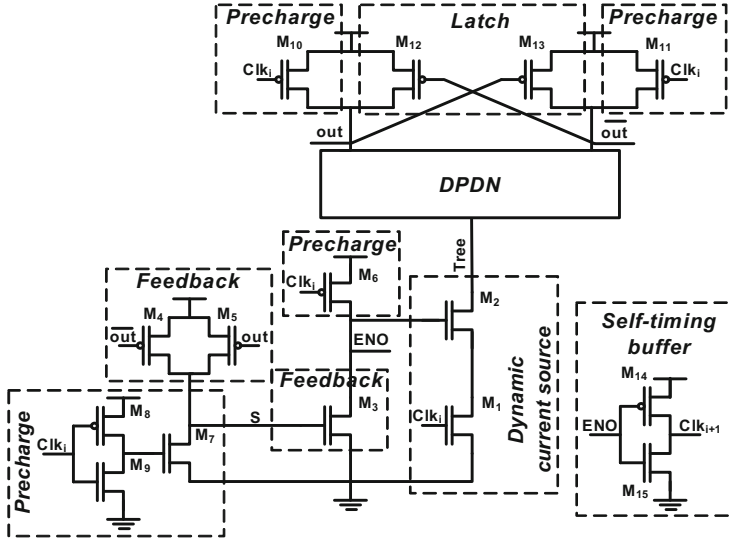 Precharge
Latch
Precharge
M10
M12
M13
M11
Clki
Clki
out
out
DPDN
Precharge
Tree
Clki
M6
Feedback
M4
M5
M2
out
out
ENO
Self-timing
buffer
Feedback
M14
M8
M3
M1
Dynamic
current source
Clki
M7
S
Clki
M9
ENO
Clki+1
Precharge
M15